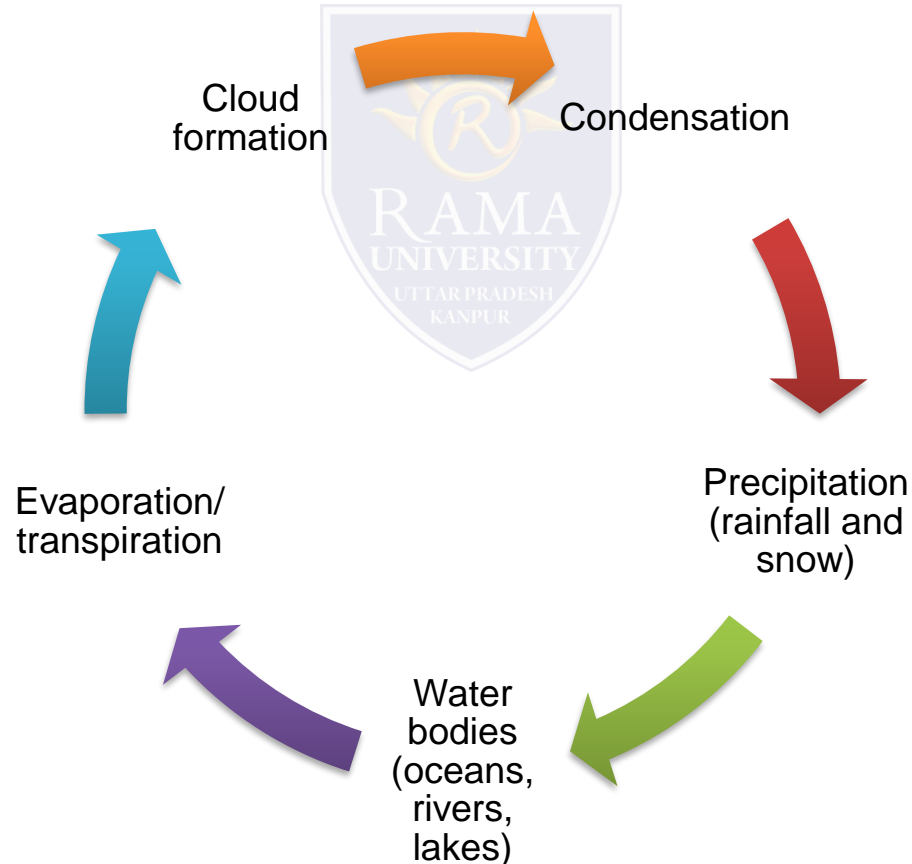 Cloud
formation
Condensation
R
RAMA
UNIVERSITY
UTTAR PRADESH
KANPUR
Evaporation/
transpiration
Precipitation
(rainfall and
snow)
Water
bodies
(oceans,
rivers,
lakes)